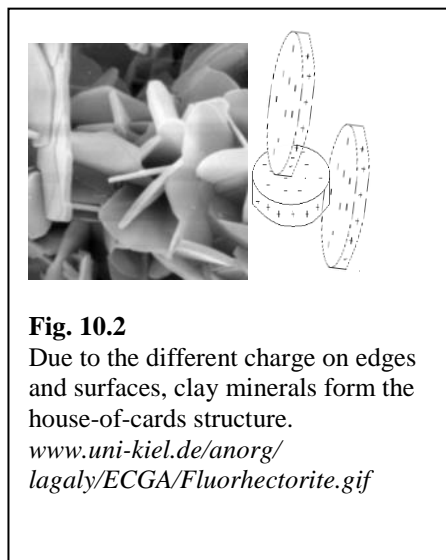 Fig. 10.2
Due to the different charge on edges
and surfaces, clay minerals form the
house-of-cards structure.
www.uni-kiel.de/anorg/
lagaly/ECGA/Fluorhectorite.gif